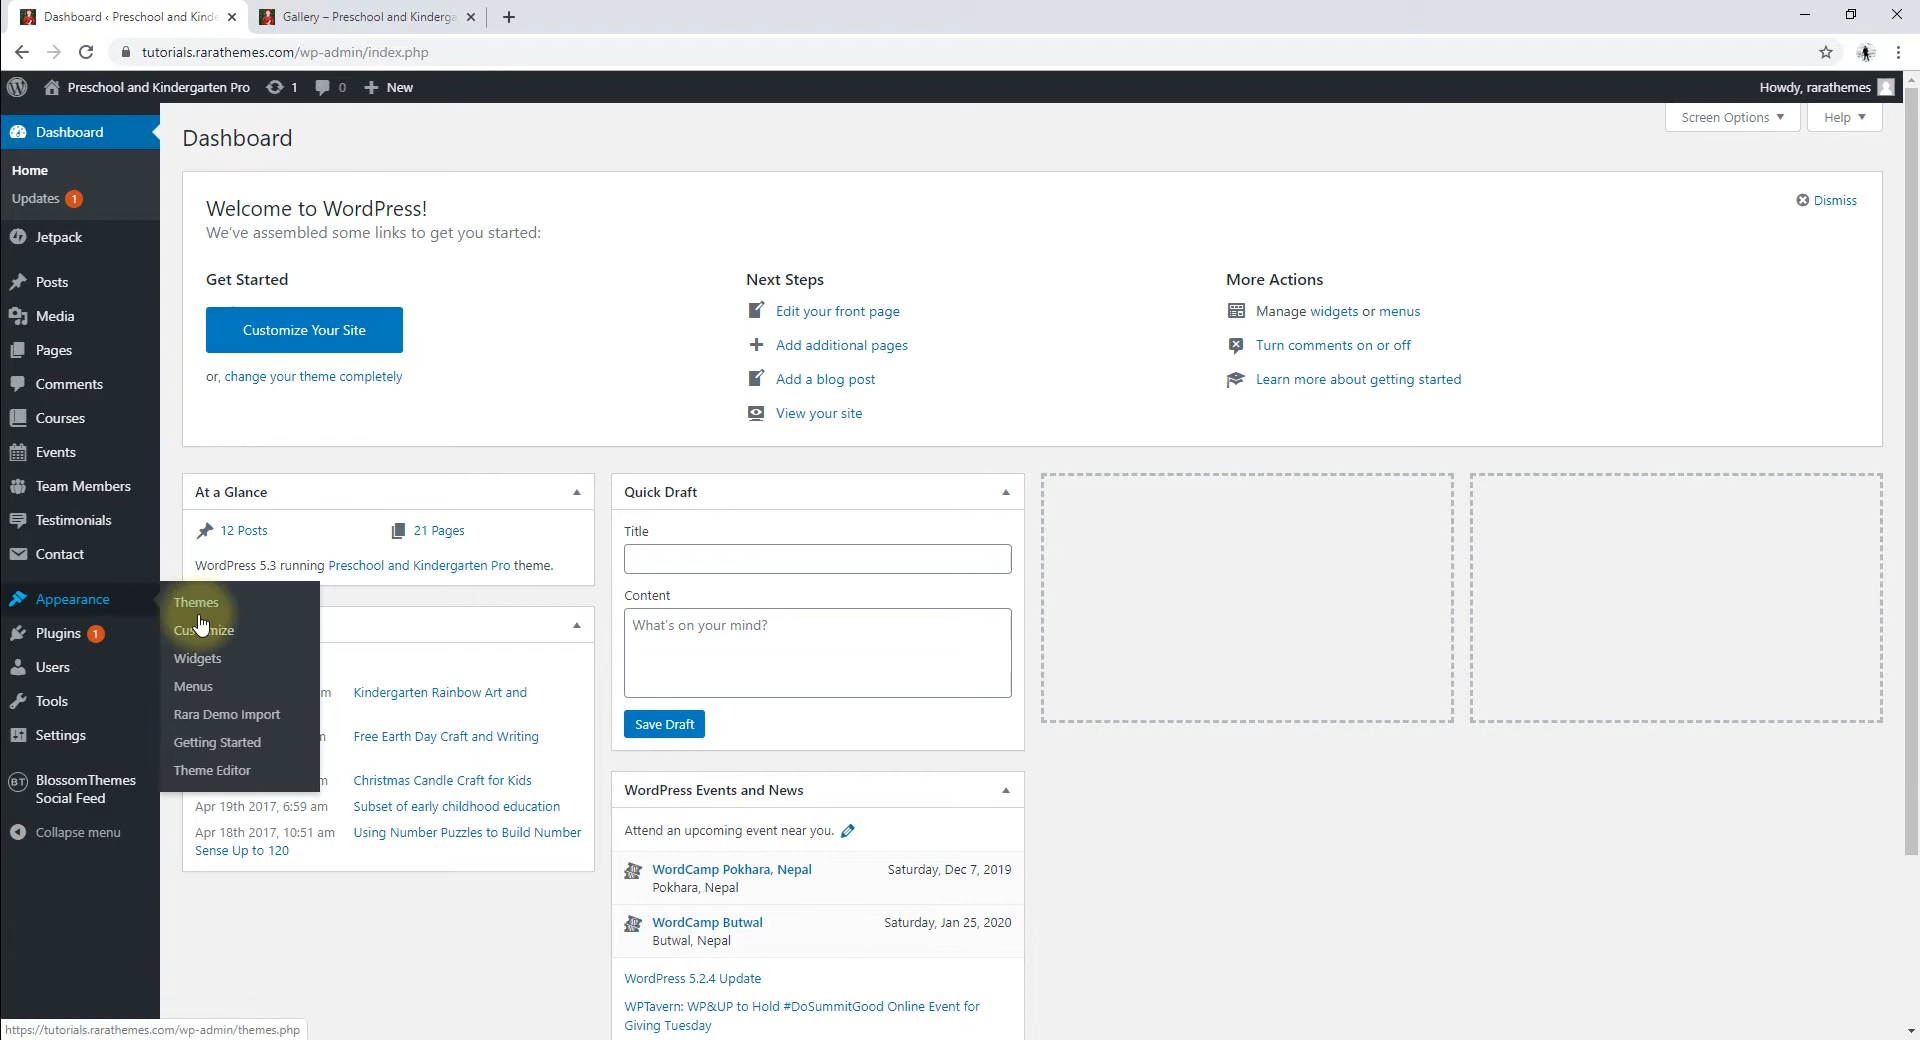 Dashboard ‹ Preschool and Kinde
Gallery – Preschool and Kinderga
tutorials.rarathemes.com/wp-admin/index.php
Preschool and Kindergarten Pro
1
0
New
Howdy, rarathemes
Dashboard
Home
Updates 1
Jetpack
Posts
Media
Pages
Comments
Courses
Events
Team Members
Testimonials
Contact
Appearance
Plugins 1
Users
Tools
Settings
BT
BlossomThemes
Social Feed
Collapse menu
Themes
Customize
Widgets
Menus
Rara Demo Import
Getting Started
Theme Editor
Dashboard
Screen Options
Help
Welcome to WordPress!
We've assembled some links to get you started:
Dismiss
Get Started
Customize Your Site
or, change your theme completely
Next Steps
Edit your front page
Add additional pages
Add a blog post
View your site
More Actions
Manage widgets or menus
Turn comments on or off
Learn more about getting started
At a Glance
12 Posts
21 Pages
WordPress 5.3 running Preschool and Kindergarten Pro theme.
m Kindergarten Rainbow Art and
n Free Earth Day Craft and Writing
m Christmas Candle Craft for Kids
Apr 19th 2017, 6:59 am Subset of early childhood education
Apr 18th 2017, 10:51 am Using Number Puzzles to Build Number
Sense Up to 120
Quick Draft
Title
Content
What's on your mind?
Save Draft
WordPress Events and News
Attend an upcoming event near you.
WordCamp Pokhara, Nepal
Pokhara, Nepal
Saturday, Dec 7, 2019
WordCamp Butwal
Butwal, Nepal
Saturday, Jan 25, 2020
WordPress 5.2.4 Update
WPTavern: WP&UP to Hold #DoSummitGood Online Event for
Giving Tuesday
https://tutorials.rarathemes.com/wp-admin/themes.php